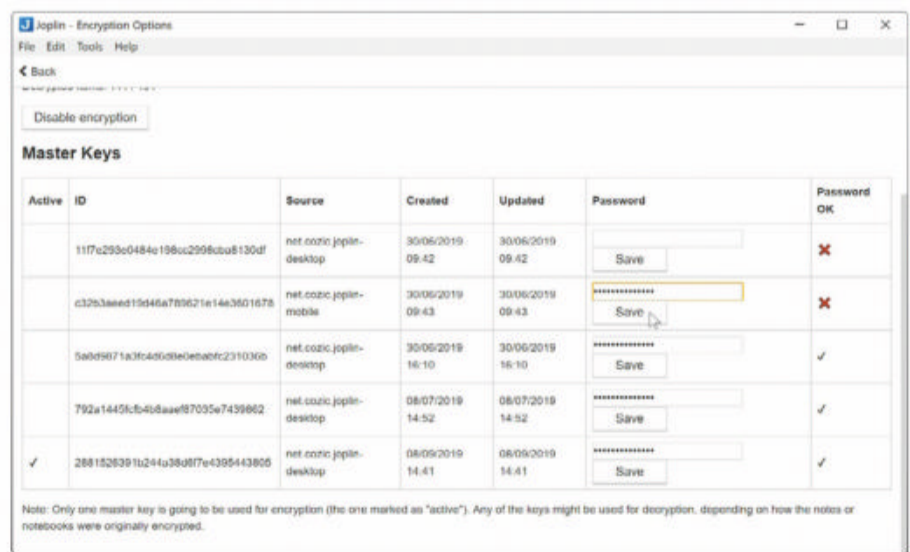 Joplin - Encryption Options
File Edit Tools Help
Back
Disable encryption
Master Keys
Active ID Source Created Updated Password Password OK
net.cozic.joplin-desktop 30/06/2019 09:42 30/06/2019 09:42 Save
net.cozic.joplin-mobile 30/06/2019 09:43 30/06/2019 09:43 Save
net.cozic.joplin-desktop 30/06/2019 16:10 30/06/2019 16:10 Save
792a1445fcfb4b8aaef87035e7439862 net.cozic.joplin-desktop 08/07/2019 14:52 08/07/2019 14:52 Save
net.cozic.joplin-desktop 08/09/2019 14:41 08/09/2019 14:41 Save
Note: Only one master key is going to be used for encryption (the one marked as "active"). Any of the keys might be used for decryption, depending on how the notes or
notebooks were originally encrypted.